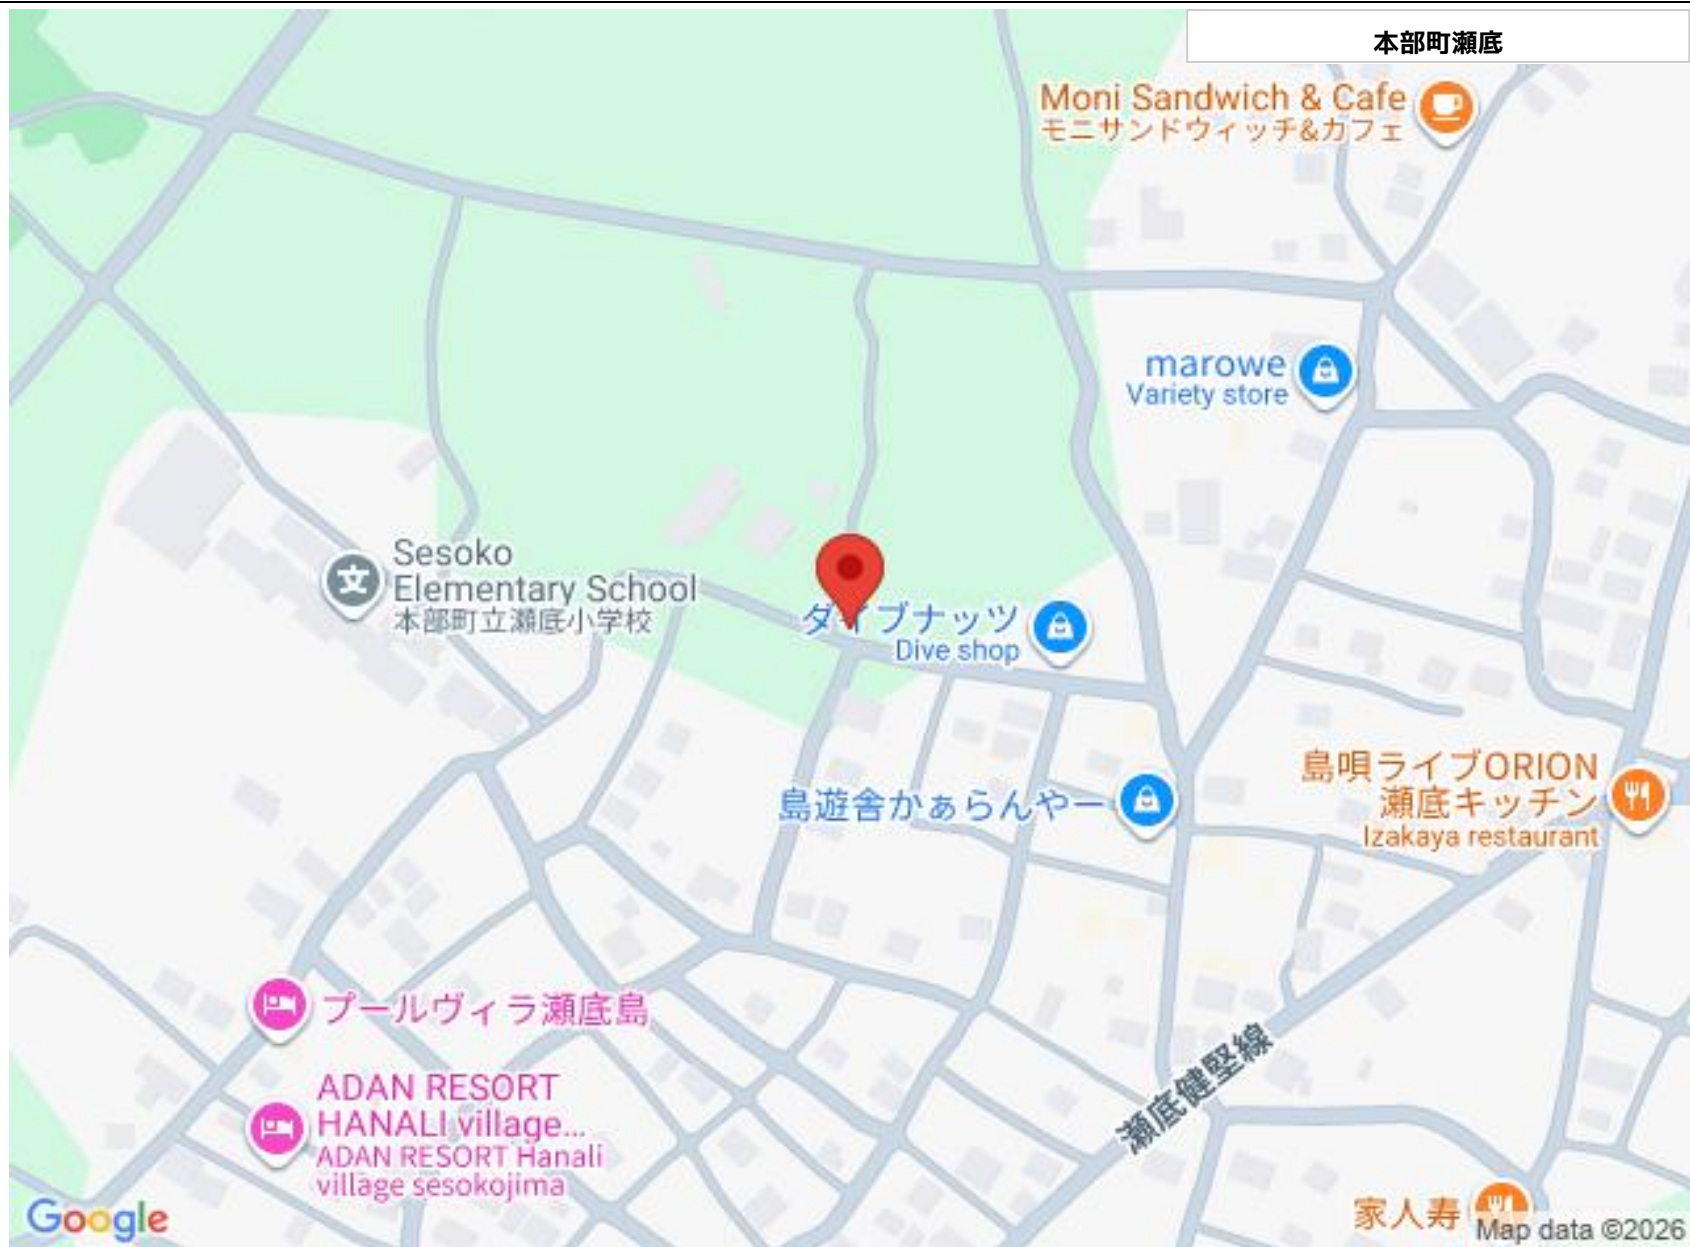 本部町瀬底
Moni Sandwich & Cafe
モニサンドウィッチ&カフェ
marowe
Variety store
文
Sesoko
Elementary School
本部町立瀬底小学校
ダイブナッツ
Dive shop
島唄ライブORION
瀬底キッチン
Izakaya restaurant
島遊舎かぁらんやー
プールヴィラ瀬底島
ADAN RESORT
HANALI village...
ADAN RESORT Hanali
village sesokojima
瀬底健堅線
家人寿
Google
Map data ©2026